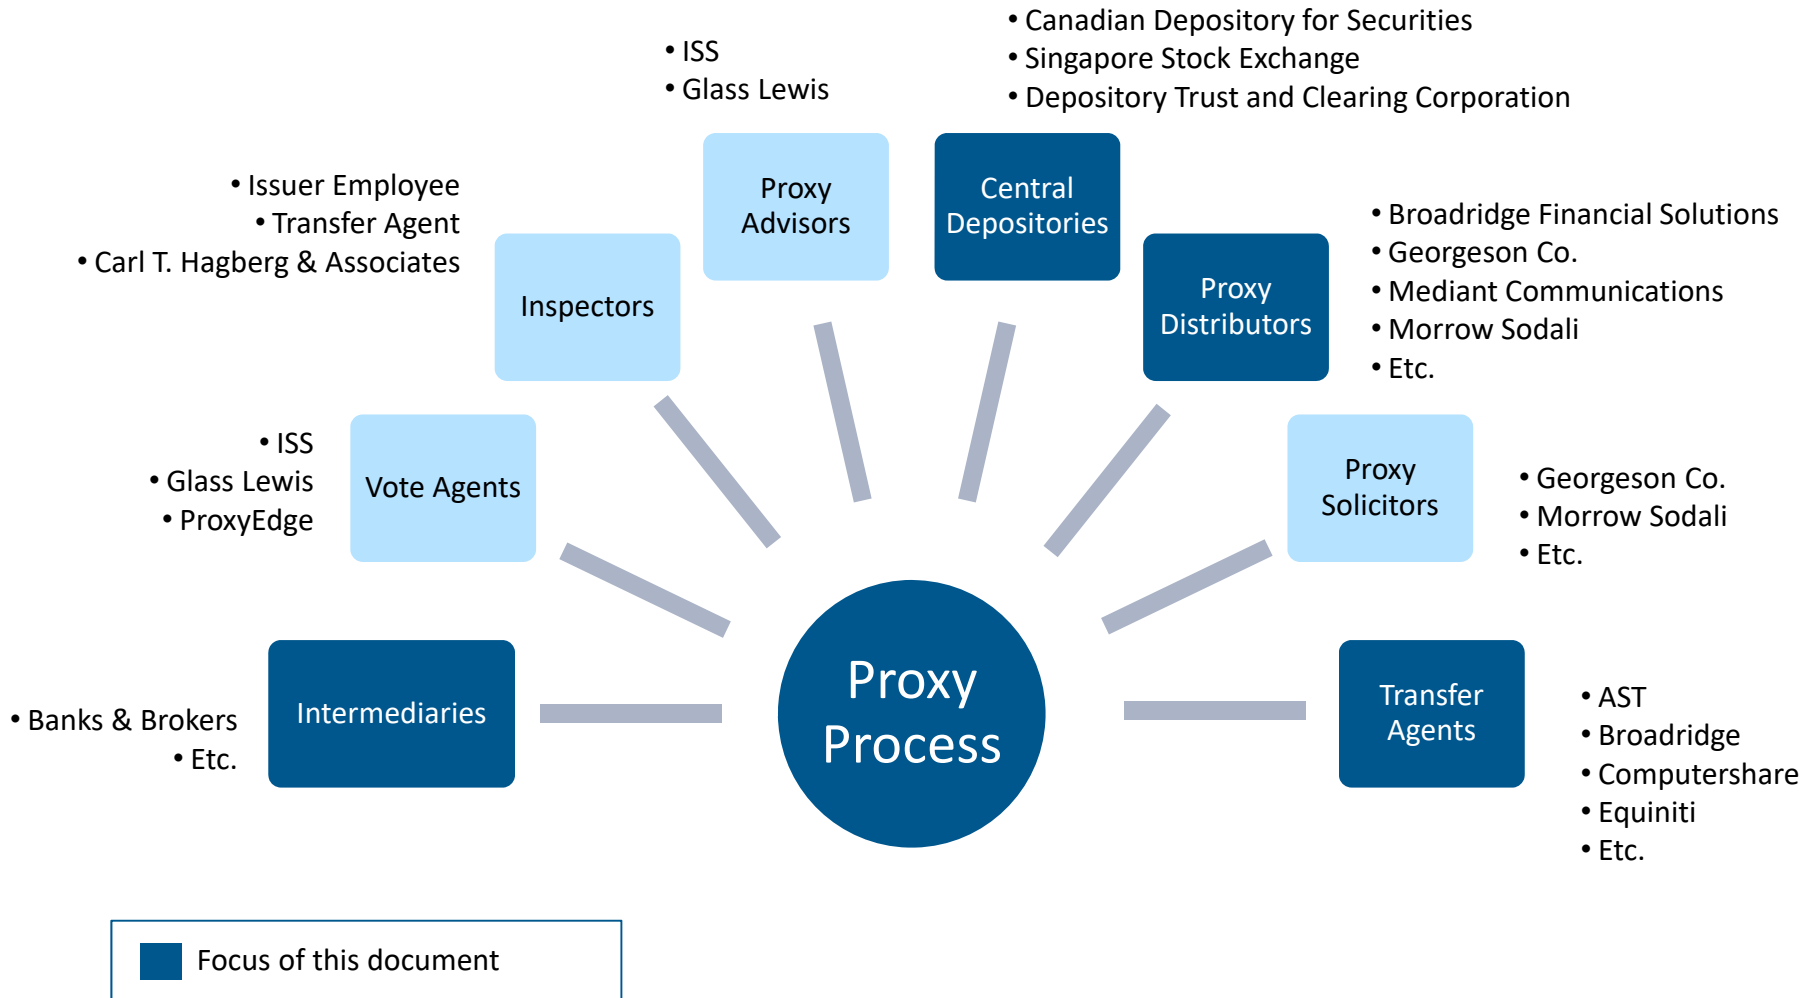 • Canadian Depository for Securities
• Singapore Stock Exchange
• Depository Trust and Clearing Corporation
• ISS
• Glass Lewis
Proxy
Advisors
Central
Depositories
• Issuer Employee
• Transfer Agent
• Carl T. Hagberg & Associates
Inspectors
Proxy
Distributors
• Broadridge Financial Solutions
• Georgeson Co.
• Mediant Communications
• Morrow Sodali
• Etc.
• ISS
• Glass Lewis
• ProxyEdge
Vote Agents
Proxy
Solicitors
• Georgeson Co.
• Morrow Sodali
• Etc.
• Banks & Brokers
• Etc.
Intermediaries
Proxy
Process
Transfer
Agents
• AST
• Broadridge
• Computershare
• Equiniti
• Etc.
Focus of this document